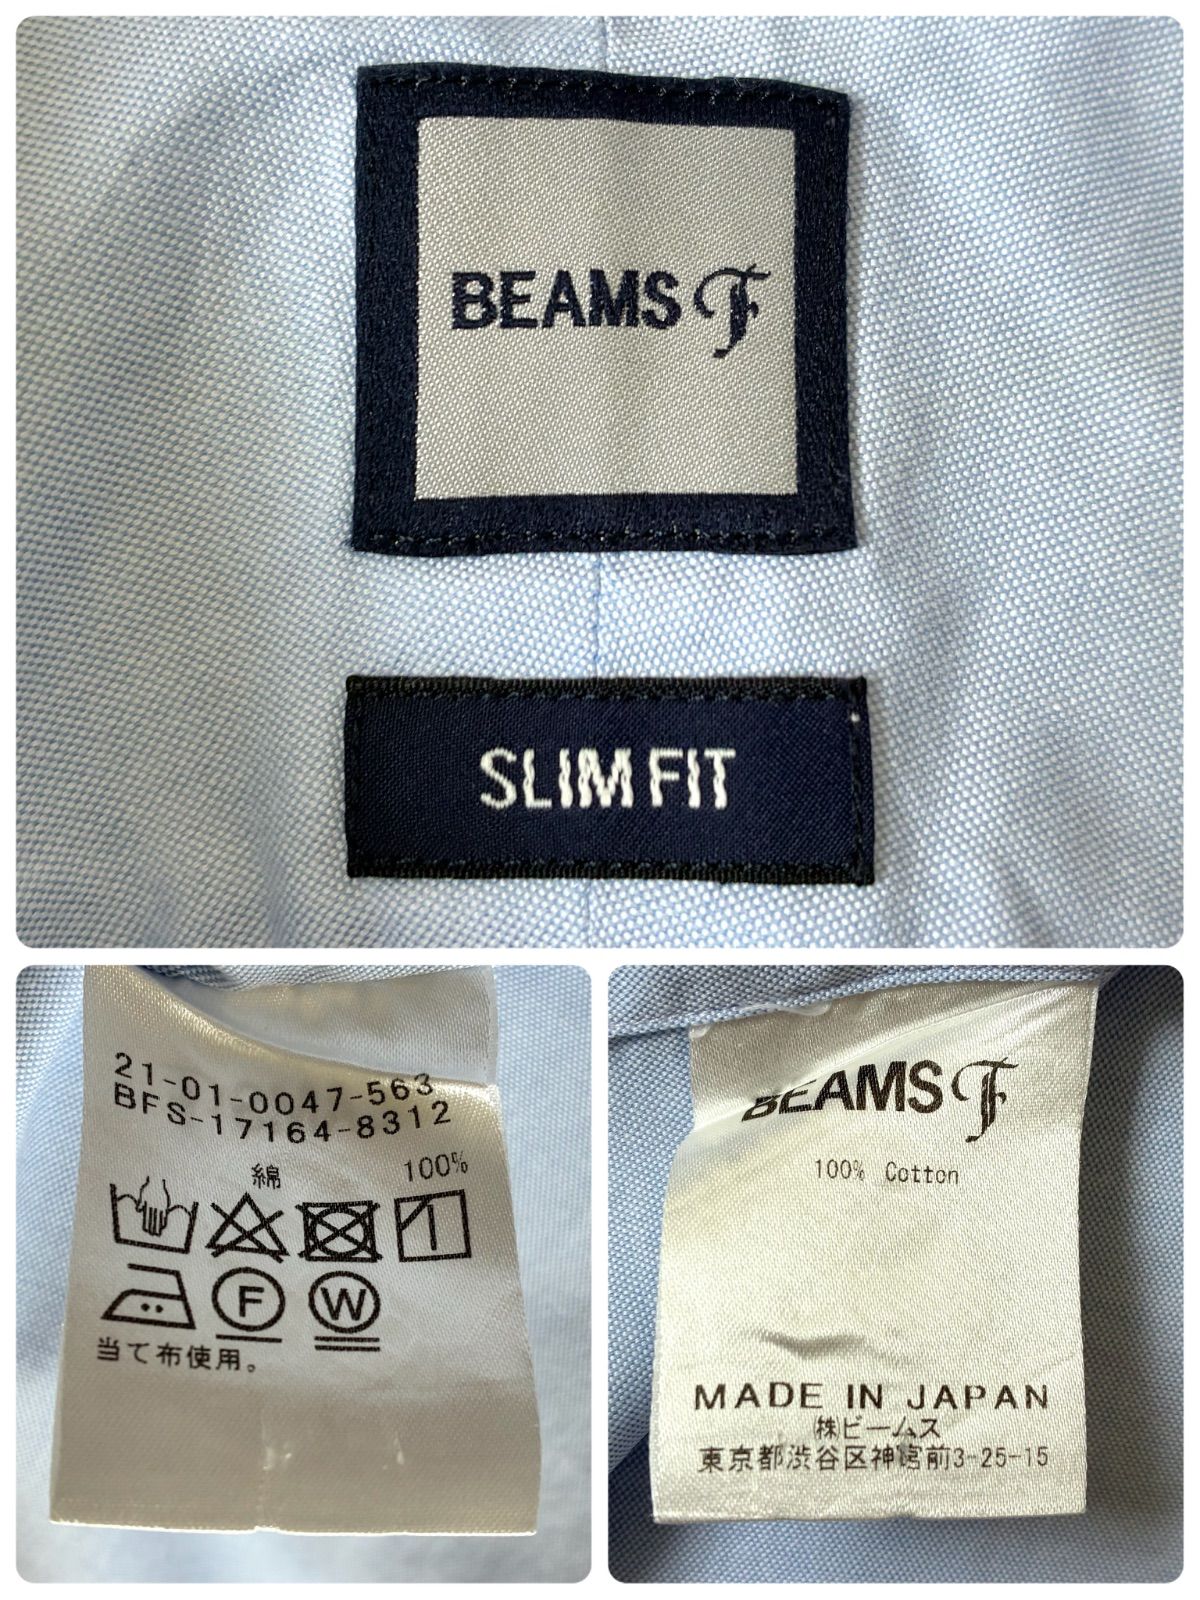 BEAMS F
SLIM FIT
21-01-0047-563
BFS-17164-8312
綿 100%
F W
当て布使用。
BEAMS F
100% Cotton
MADE IN JAPAN
㈱ビームス
東京都渋谷区神宮前3-25-15